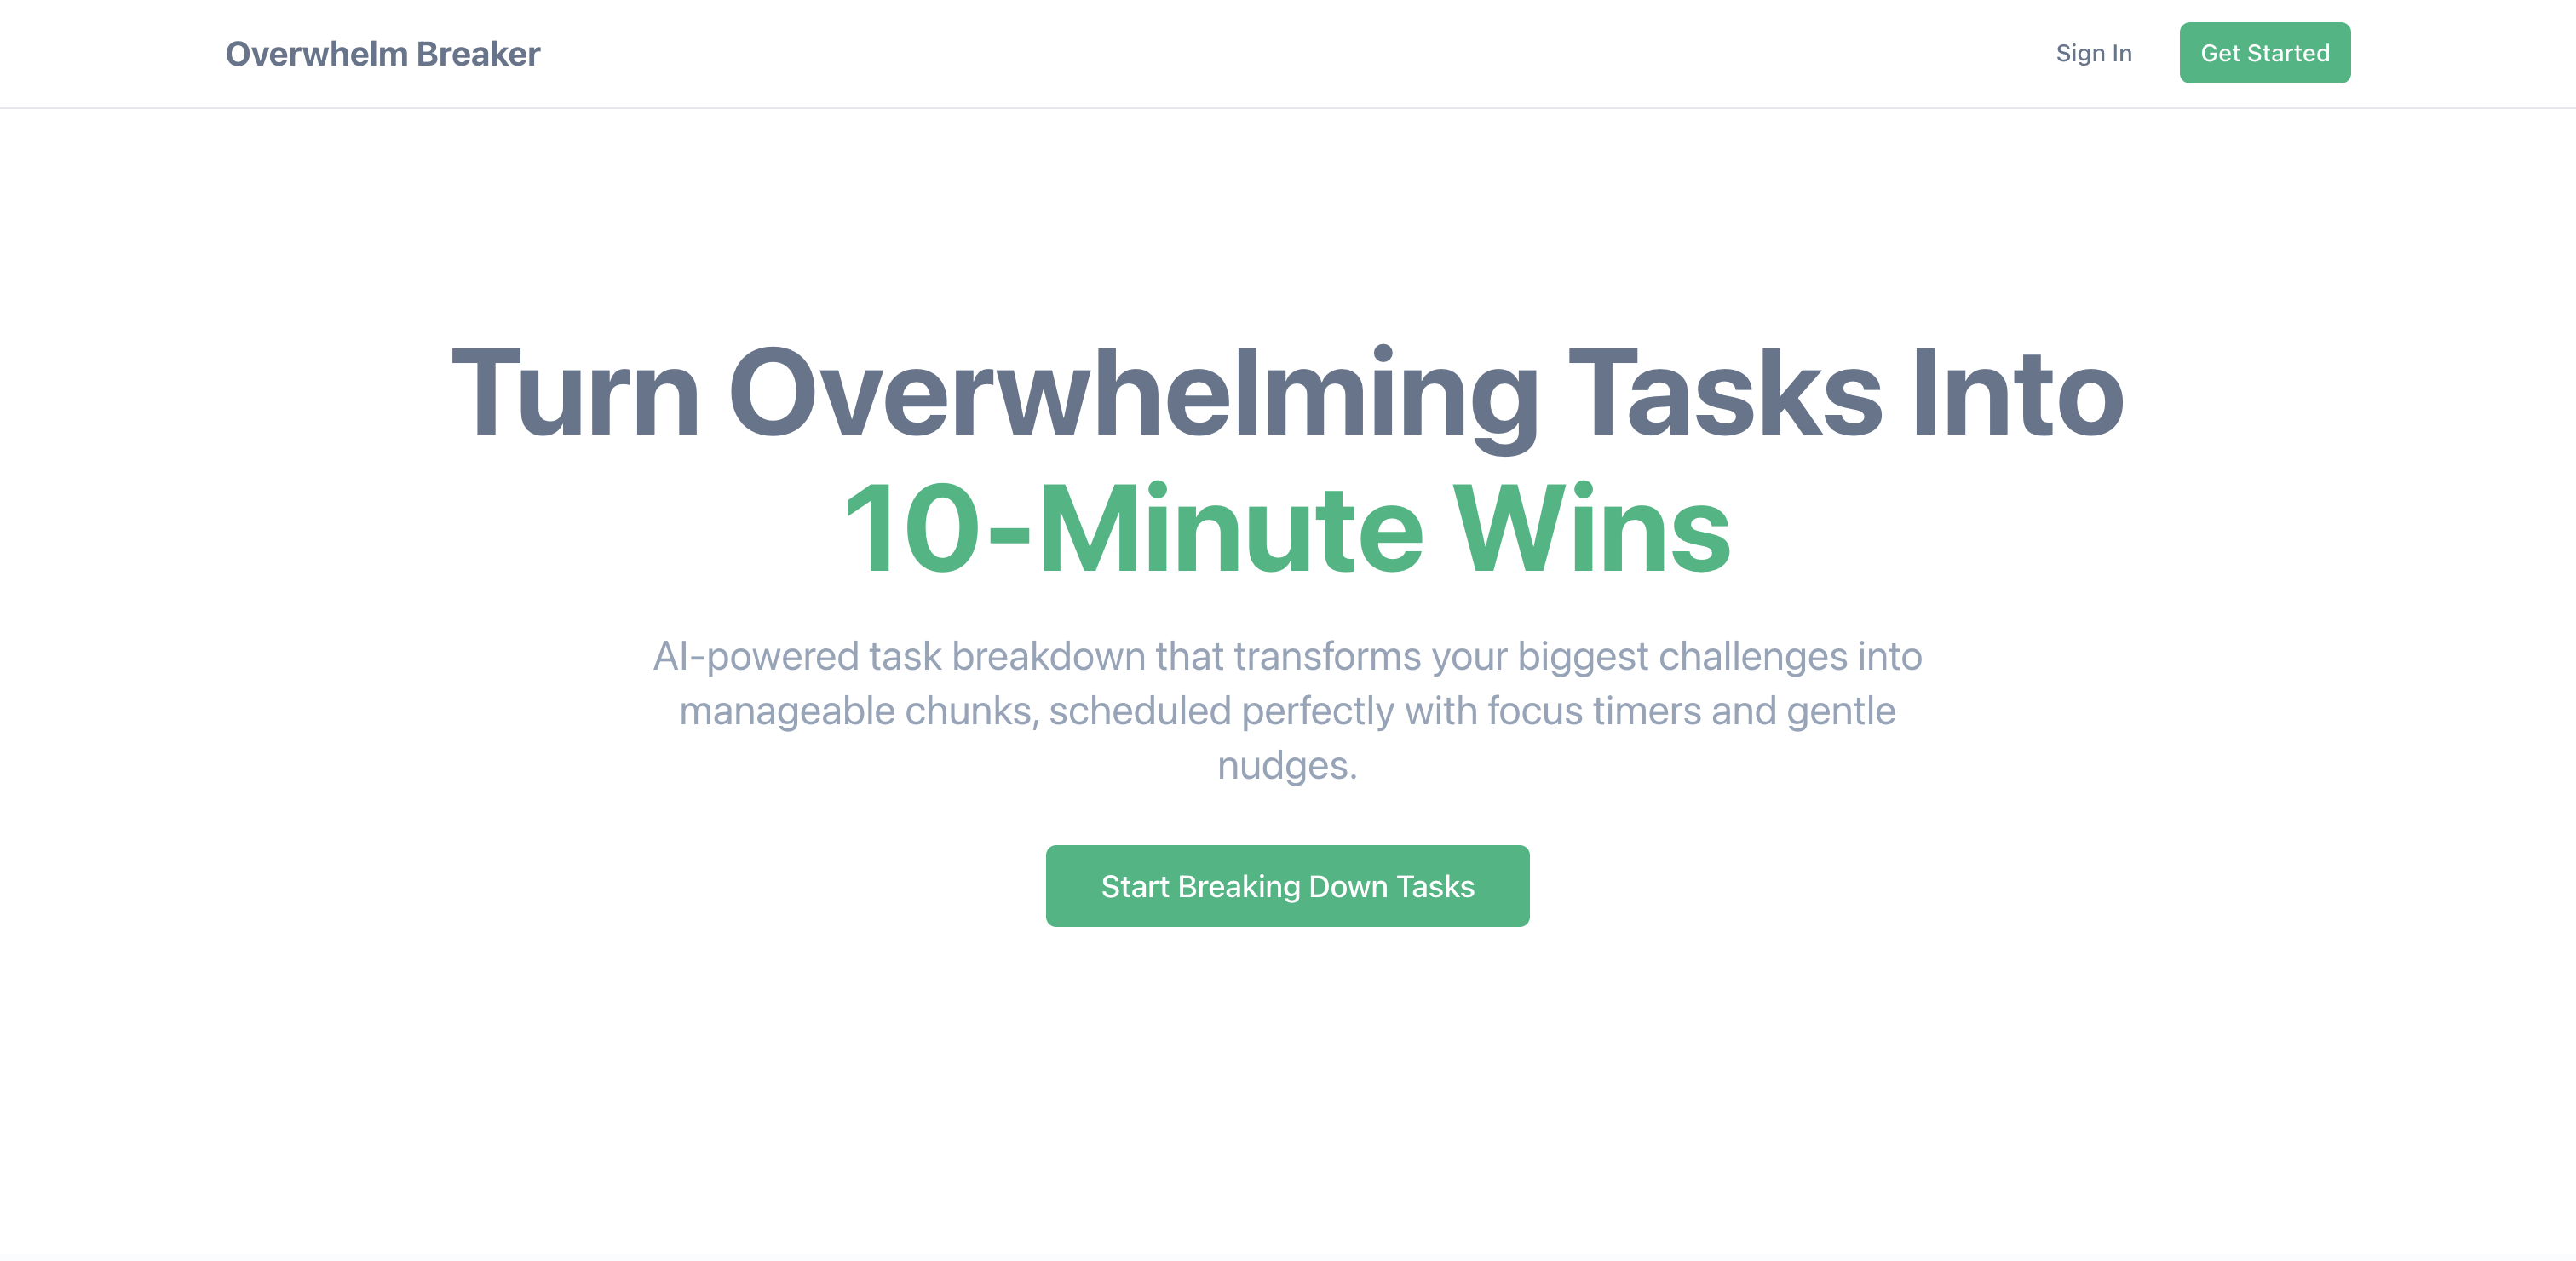 Overwhelm Breaker
Sign In
Get Started
Turn Overwhelming Tasks Into
10-Minute Wins
AI-powered task breakdown that transforms your biggest challenges into
manageable chunks, scheduled perfectly with focus timers and gentle
nudges.
Start Breaking Down Tasks